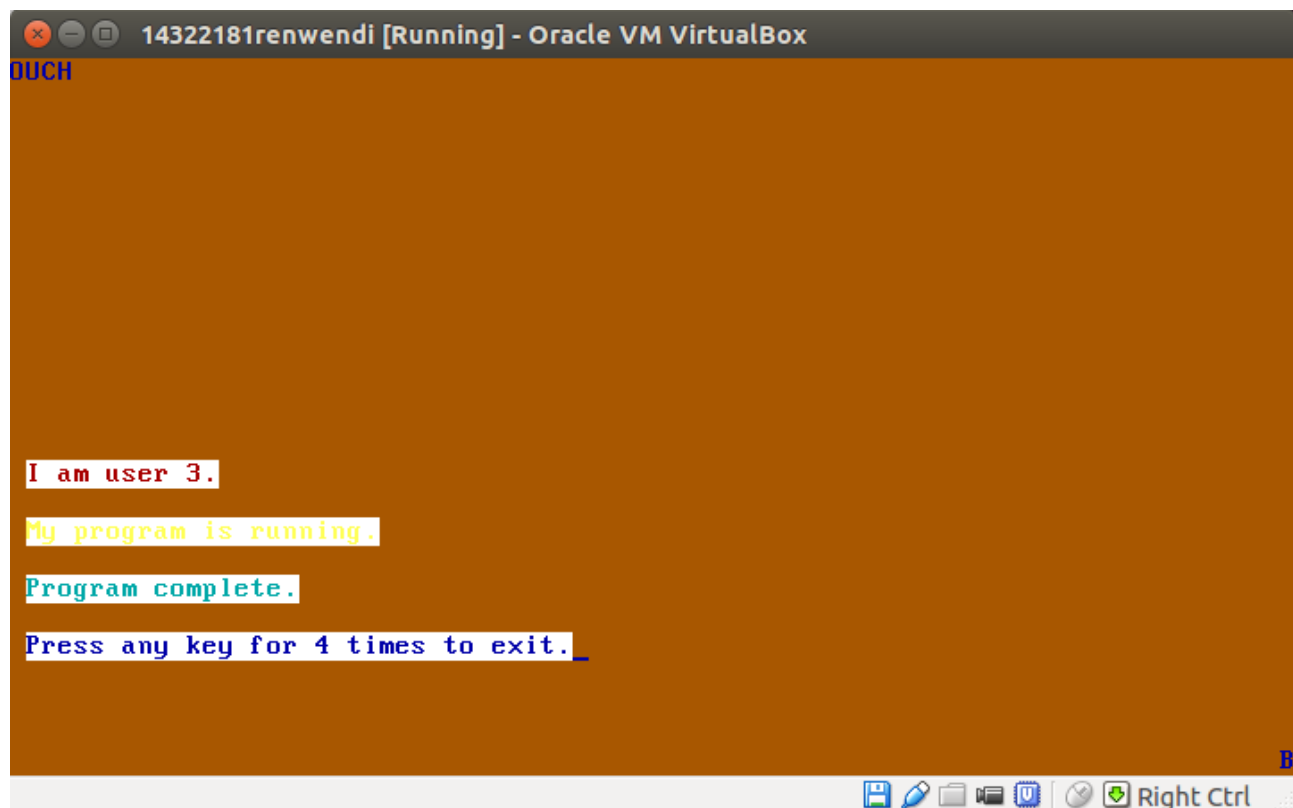 14322181renwendi [Running] - Oracle VM VirtualBox
OUCH
I am user 3.
My program is running.
Program complete.
Press any key for 4 times to exit._
B
Right Ctrl